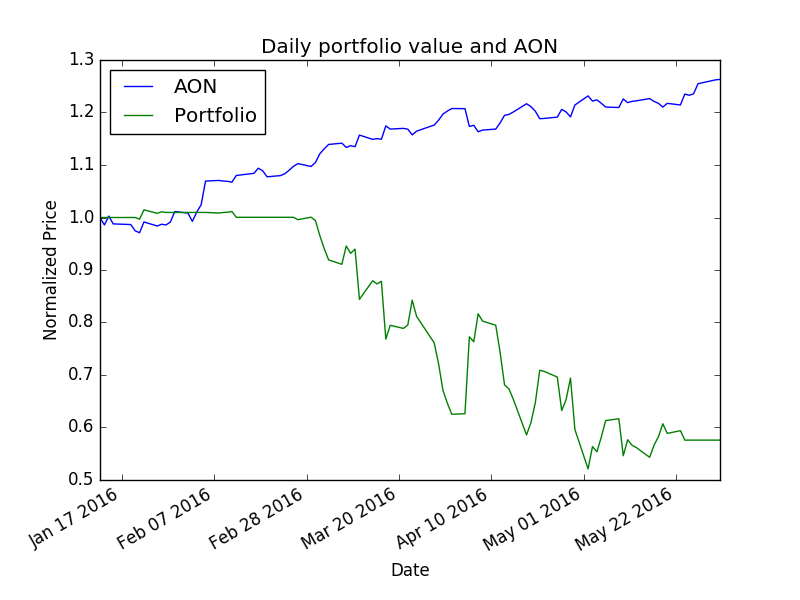 Daily portfolio value and AON
1.3
1.2
1.1
1.0
0.9
0.8
0.7
0.6
0.5
Normalized Price
AON
Portfolio
Jan 17 2016
Feb 07 2016
Feb 28 2016
Mar 20 2016
Apr 10 2016
May 01 2016
May 22 2016
Date